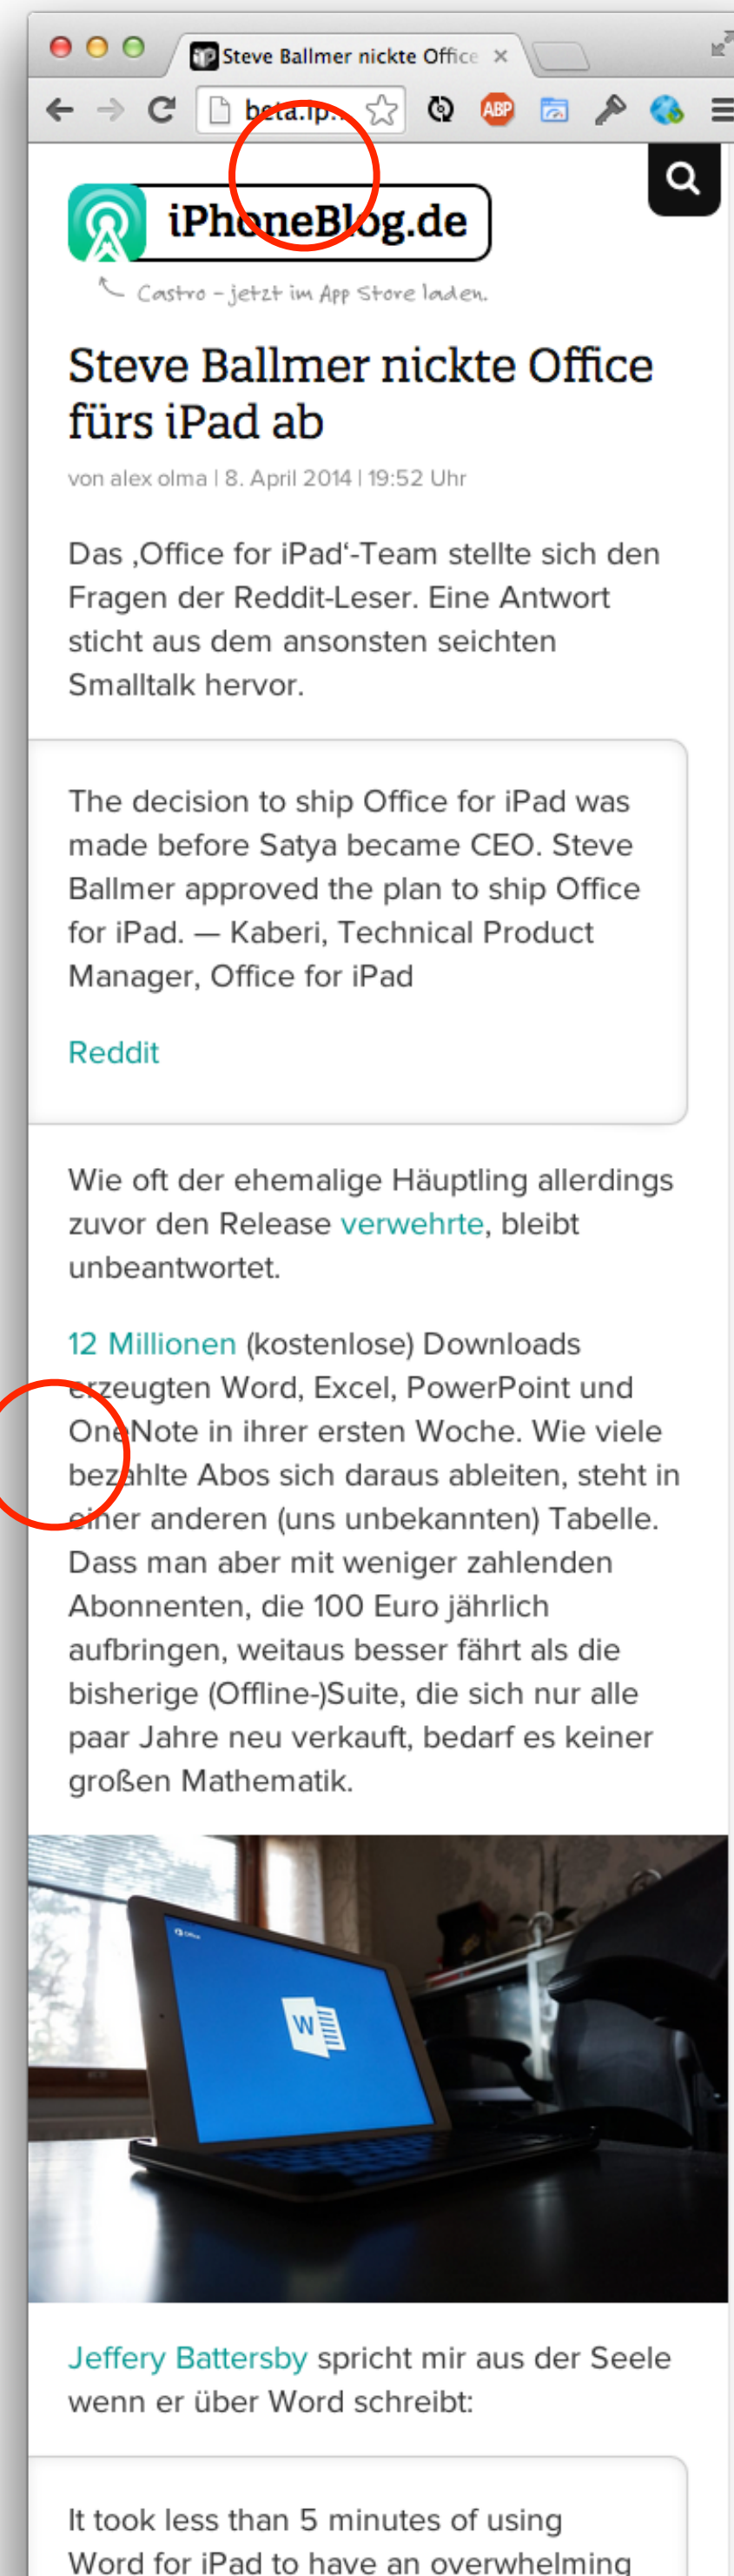 Steve Ballmer nickte Office
beta.ip.
ABP
iPhoneBlog.de
Castro – jetzt im App Store laden.
Steve Ballmer nickte Office
fürs iPad ab
von alex olma | 8. April 2014 | 19:52 Uhr
Das ‚Office for iPad‘-Team stellte sich den
Fragen der Reddit-Leser. Eine Antwort
sticht aus dem ansonsten seichten
Smalltalk hervor.
The decision to ship Office for iPad was
made before Satya became CEO. Steve
Ballmer approved the plan to ship Office
for iPad. — Kaberi, Technical Product
Manager, Office for iPad
Reddit
Wie oft der ehemalige Häuptling allerdings
zuvor den Release verwehrte, bleibt
unbeantwortet.
12 Millionen (kostenlose) Downloads
erzeugten Word, Excel, PowerPoint und
OneNote in ihrer ersten Woche. Wie viele
bezahlte Abos sich daraus ableiten, steht in
einer anderen (uns unbekannten) Tabelle.
Dass man aber mit weniger zahlenden
Abonnenten, die 100 Euro jährlich
aufbringen, weitaus besser fährt als die
bisherige (Offline-)Suite, die sich nur alle
paar Jahre neu verkauft, bedarf es keiner
großen Mathematik.
Office
W
Jeffery Battersby spricht mir aus der Seele
wenn er über Word schreibt:
It took less than 5 minutes of using
Word for iPad to have an overwhelming